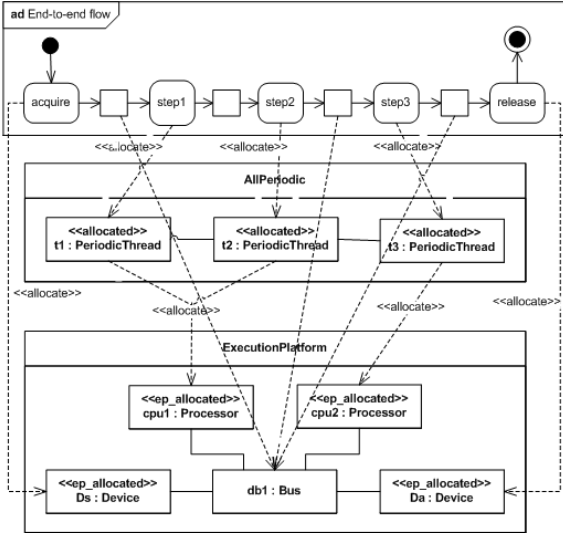 ad End-to-end flow
acquire
step1
step2
step3
release
<<allocate>>
<<allocate>>
<<allocate>>
AllPeriodic
<<allocated>>
t1 : PeriodicThread
<<allocated>>
t2 : PeriodicThread
<<allocated>>
t3 : PeriodicThread
<<allocate>>
<<allocate>>
<<allocate>>
<<allocate>>
ExecutionPlatform
<<ep_allocated>>
cpu1 : Processor
<<ep_allocated>>
cpu2 : Processor
<<ep_allocated>>
Ds : Device
db1 : Bus
<<ep_allocated>>
Da : Device